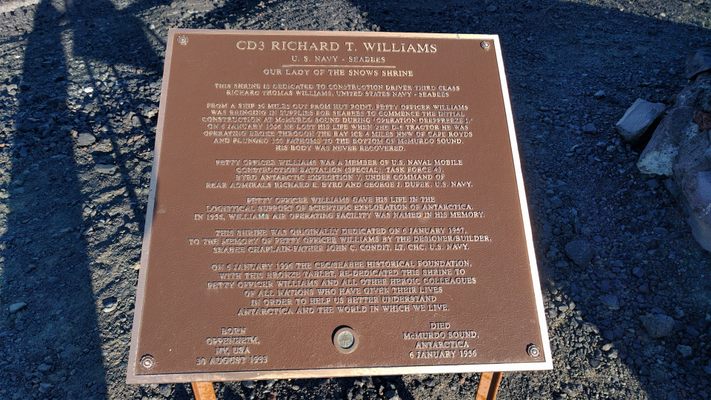 CD3 RICHARD T. WILLIAMS
U. S. NAVY - SEABEES
OUR LADY OF THE SNOWS SHRINE
THIS SHRINE IS DEDICATED TO CONSTRUCTION DRIVER THIRD CLASS
RICHARD THOMAS WILLIAMS, UNITED STATES NAVY - SEABEES
FROM A SHIP 30 MILES OUT FROM HUT POINT, PETTY OFFICER WILLIAMS
WAS BRINGING IN SUPPLIES FOR SEABEES TO COMMENCE THE INITIAL
CONSTRUCTION AT MCMURDO SOUND DURING "OPERATION DEEPFREEZE I."
ON 6 JANUARY 1956 HE LOST HIS LIFE WHEN THE D-8 TRACTOR HE WAS
OPERATING BROKE THROUGH THE BAY ICE 4 MILES NNW OF CAPE ROYDS
AND PLUNGED 100 FATHOMS TO THE BOTTOM OF MCMURDO SOUND.
HIS BODY WAS NEVER RECOVERED.
PETTY OFFICER WILLIAMS WAS A MEMBER OF U.S. NAVAL MOBILE
CONSTRUCTION BATTALION (SPECIAL), TASK FORCE 43,
BYRD ANTARCTIC EXPEDITION V, UNDER COMMAND OF
REAR ADMIRALS RICHARD E. BYRD AND GEORGE J. DUFEK, U.S. NAVY.
PETTY OFFICER WILLIAMS GAVE HIS LIFE IN THE
LOGISTICAL SUPPORT OF SCIENTIFIC EXPLORATION OF ANTARCTICA.
IN 1956, WILLIAMS AIR OPERATING FACILITY WAS NAMED IN HIS MEMORY.
THIS SHRINE WAS ORIGINALLY DEDICATED ON 6 JANUARY 1957,
TO THE MEMORY OF PETTY OFFICER WILLIAMS BY THE DESIGNER/BUILDER,
SEABEE CHAPLAIN-FATHER JOHN C. CONDIT, LT. CHC, U.S. NAVY.
ON 6 JANUARY 1996 THE CEC/SEABEE HISTORICAL FOUNDATION,
WITH THIS BRONZE TABLET, RE-DEDICATED THIS SHRINE TO
PETTY OFFICER WILLIAMS AND ALL OTHER HEROIC COLLEAGUES
OF ALL NATIONS WHO HAVE GIVEN THEIR LIVES
IN ORDER TO HELP US BETTER UNDERSTAND
ANTARCTICA AND THE WORLD IN WHICH WE LIVE.
BORN
OPPENHEIM,
NY, USA
30 AUGUST 1933
DIED
MCMURDO SOUND,
ANTARCTICA
6 JANUARY 1956